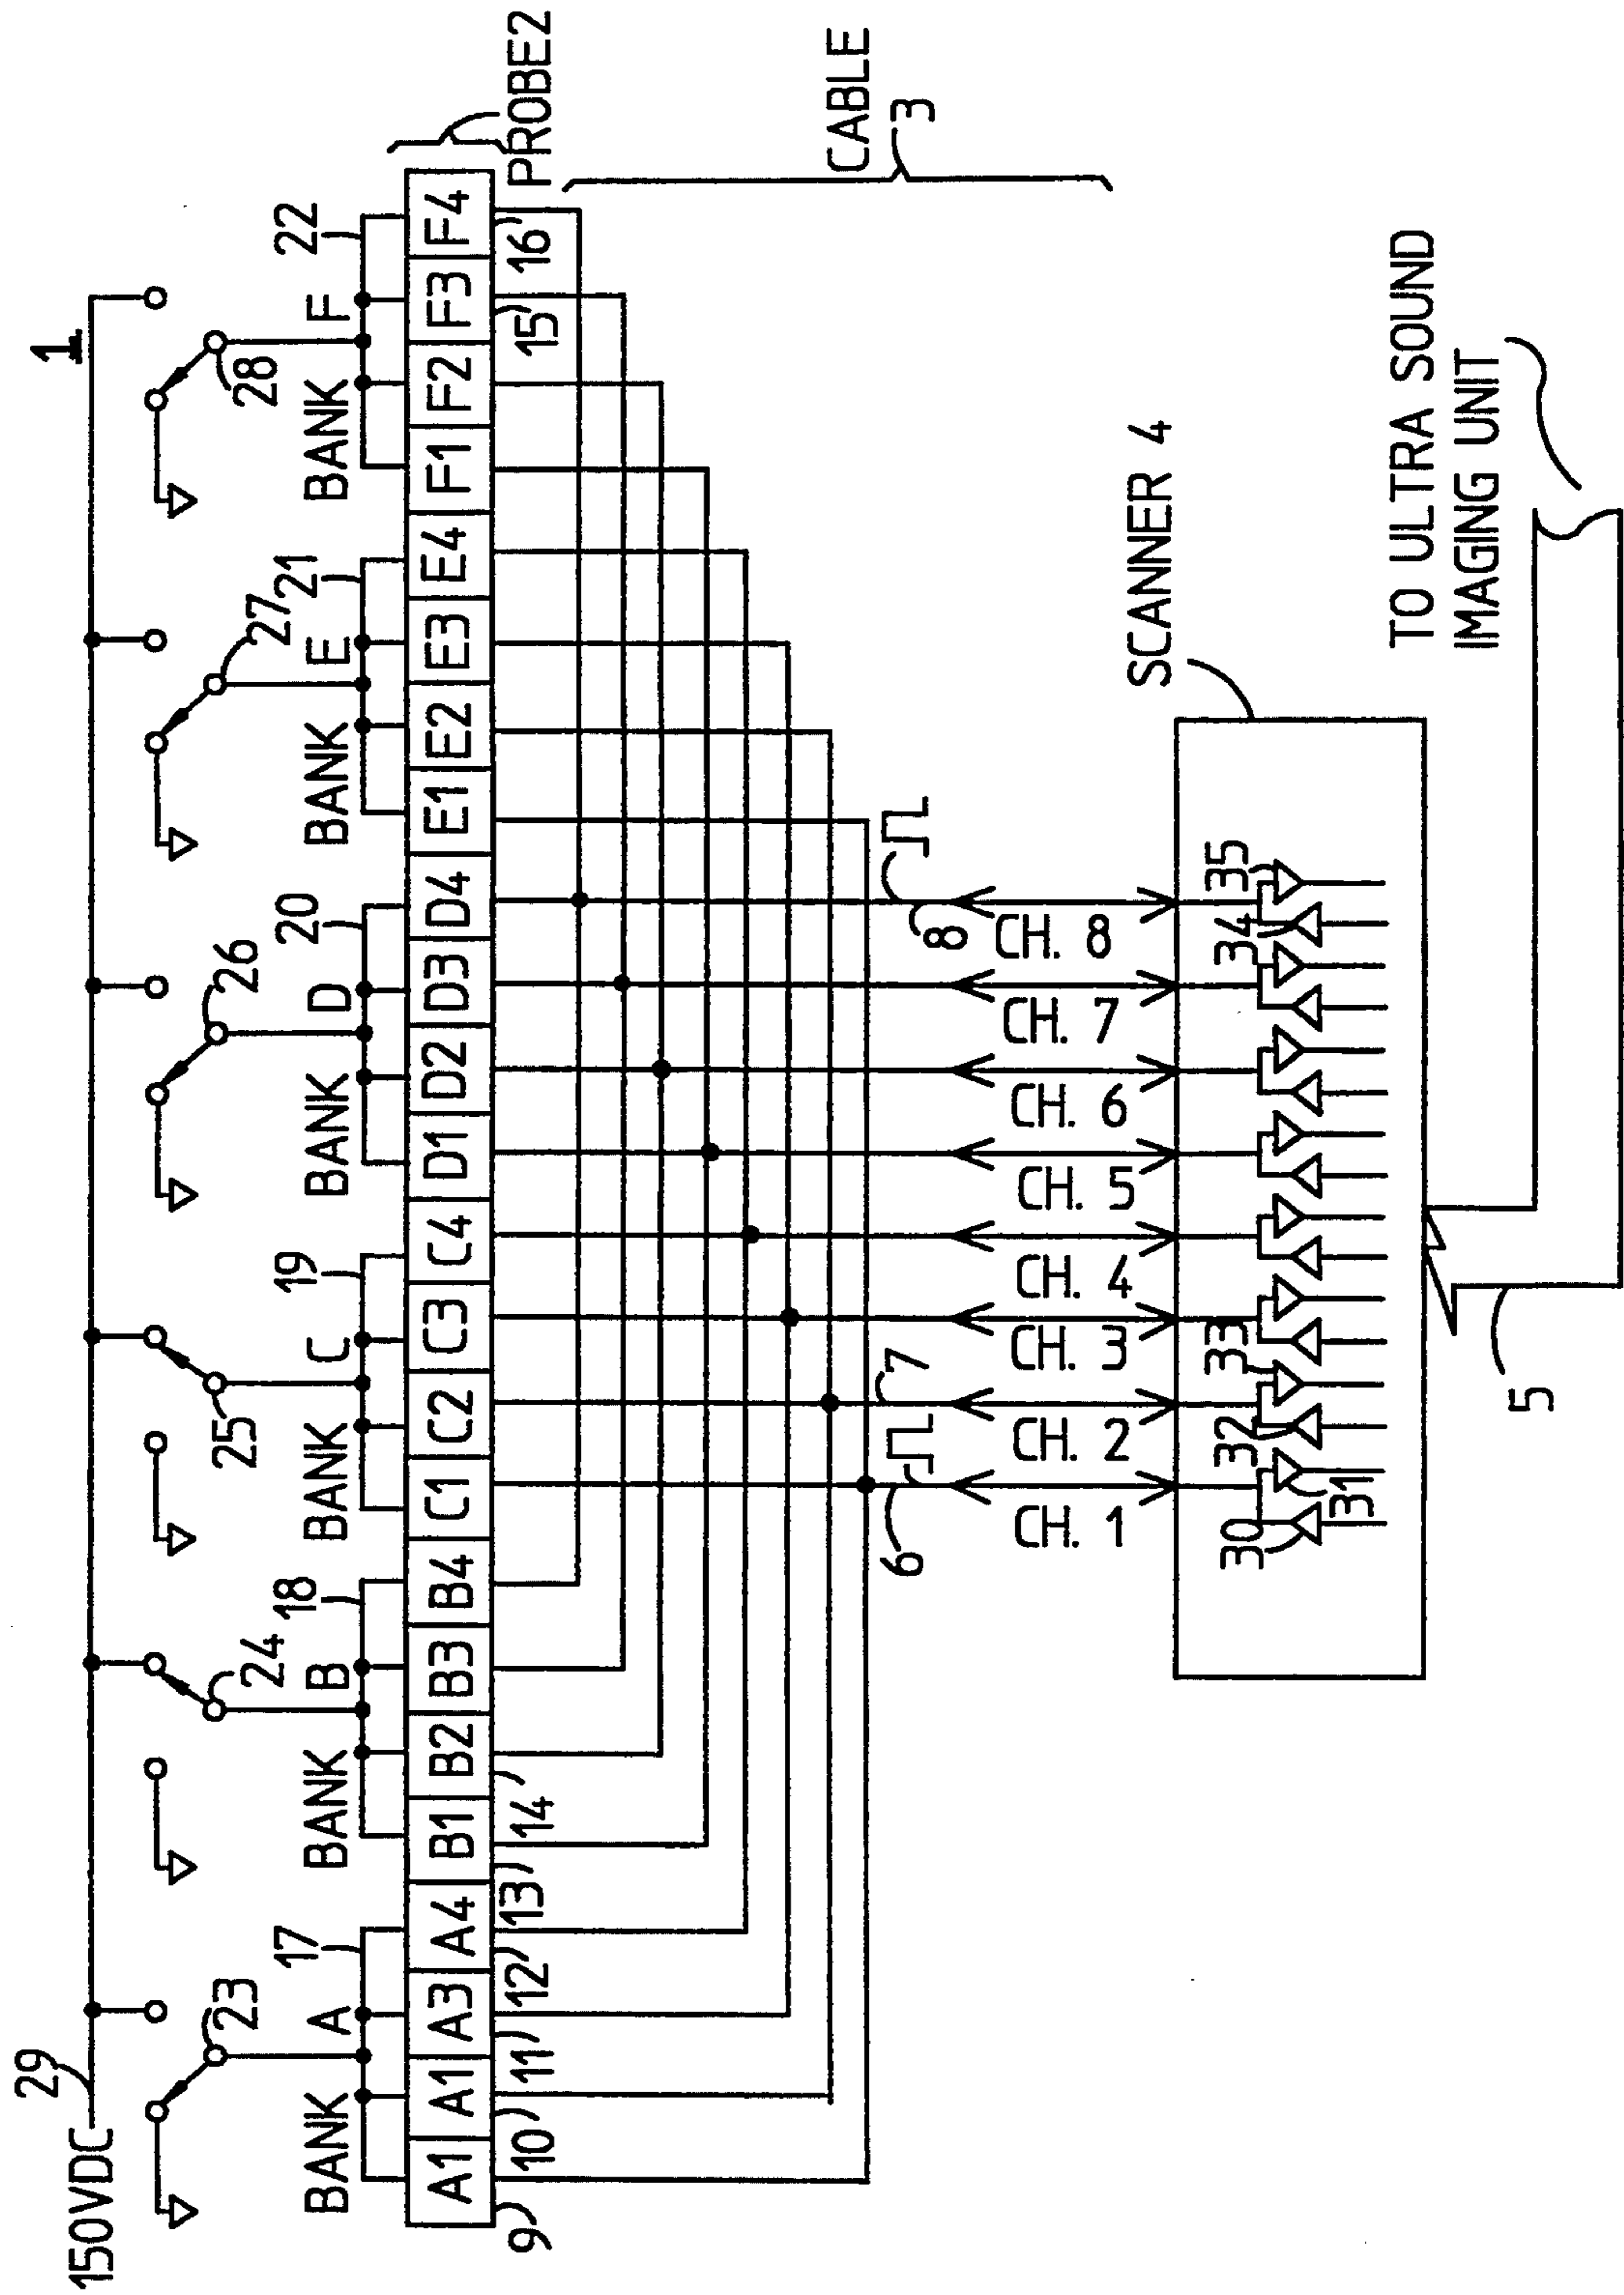 1
29
150VDC
23
24
25
26
27
28
BANK A 17
BANK B 18
BANK C 19
BANK D 20
BANK E 21
BANK F 22
A1 A1 A3 A4 B1 B2 B3 B4 C1 C2 C3 C4 D1 D2 D3 D4 E1 E2 E3 E4 F1 F2 F3 F4
9 10 11 12 13 14 15 16
PROBE2
CABLE
3
6
7
8
CH. 1
CH. 2
CH. 3
CH. 4
CH. 5
CH. 6
CH. 7
CH. 8
SCANNER 4
30
31
32
33
34
35
5
TO ULTRA SOUND
IMAGING UNIT